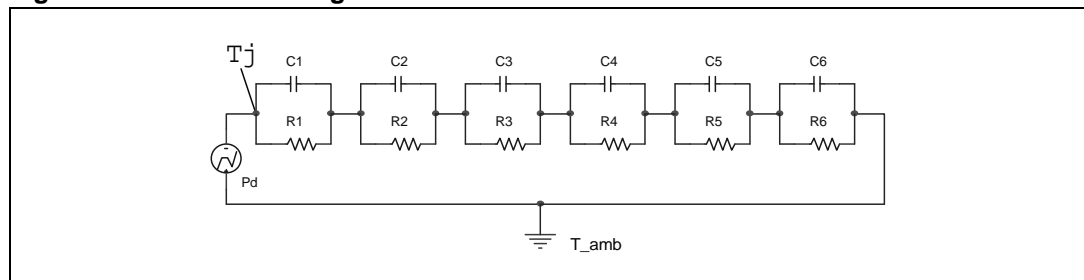 Tj
C1 C2 C3 C4 C5 C6
R1 R2 R3 R4 R5 R6
Pd
T_amb